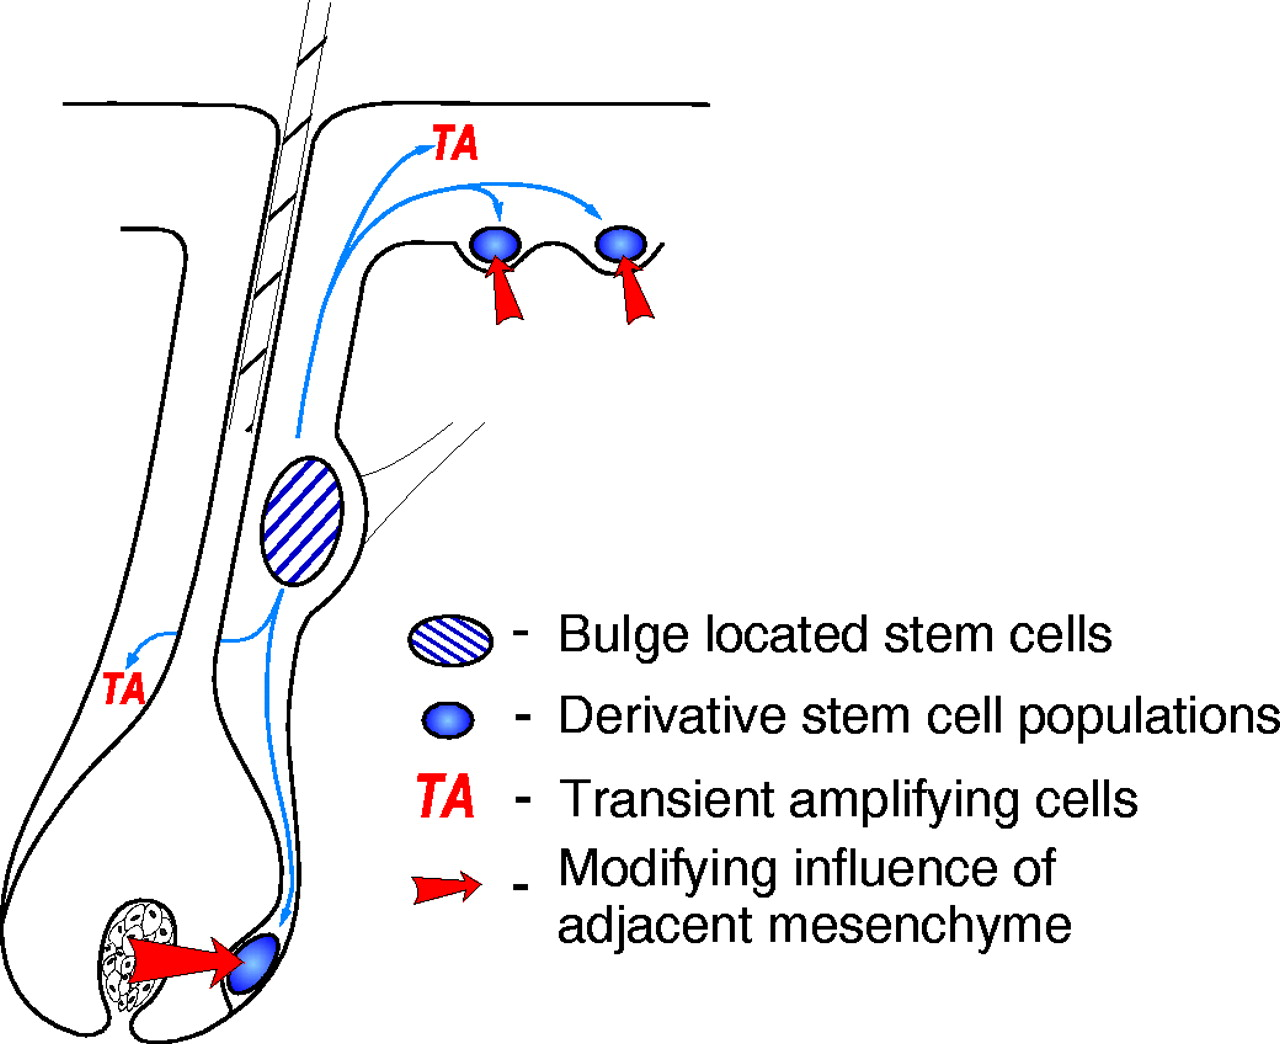 TA
TA
- Bulge located stem cells
- Derivative stem cell populations
TA - Transient amplifying cells
- Modifying influence of
adjacent mesenchyme